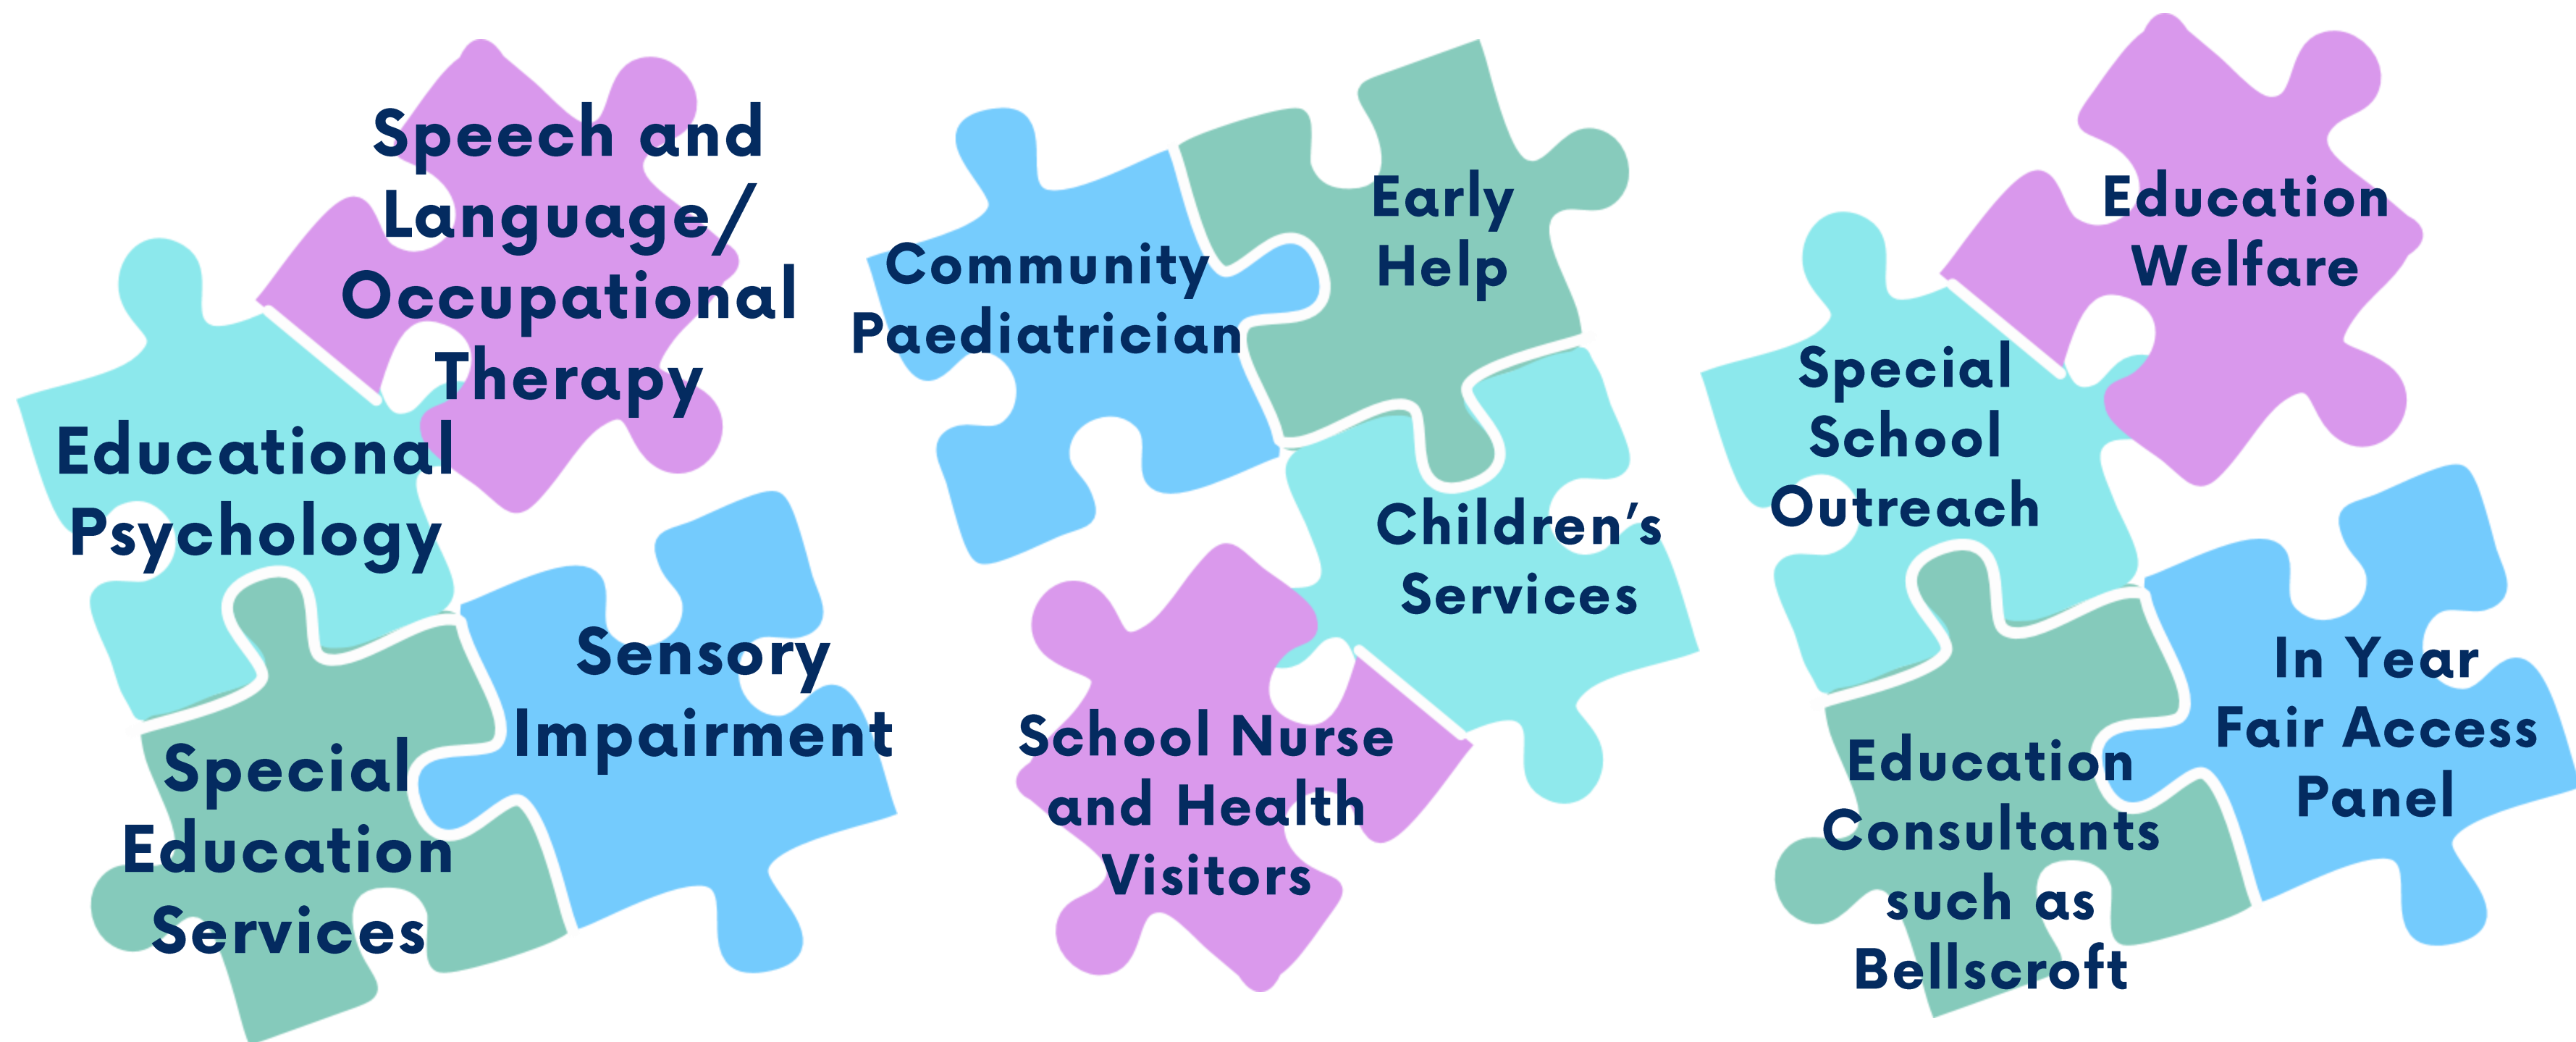 Speech and
Language/
Occupational
Therapy
Educational
Psychology
Sensory
Impairment
Special
Education
Services
Early
Help
Community
Paediatrician
Children’s
Services
School Nurse
and Health
Visitors
Education
Welfare
Special
School
Outreach
In Year
Fair Access
Panel
Education
Consultants
such as
Bellscroft